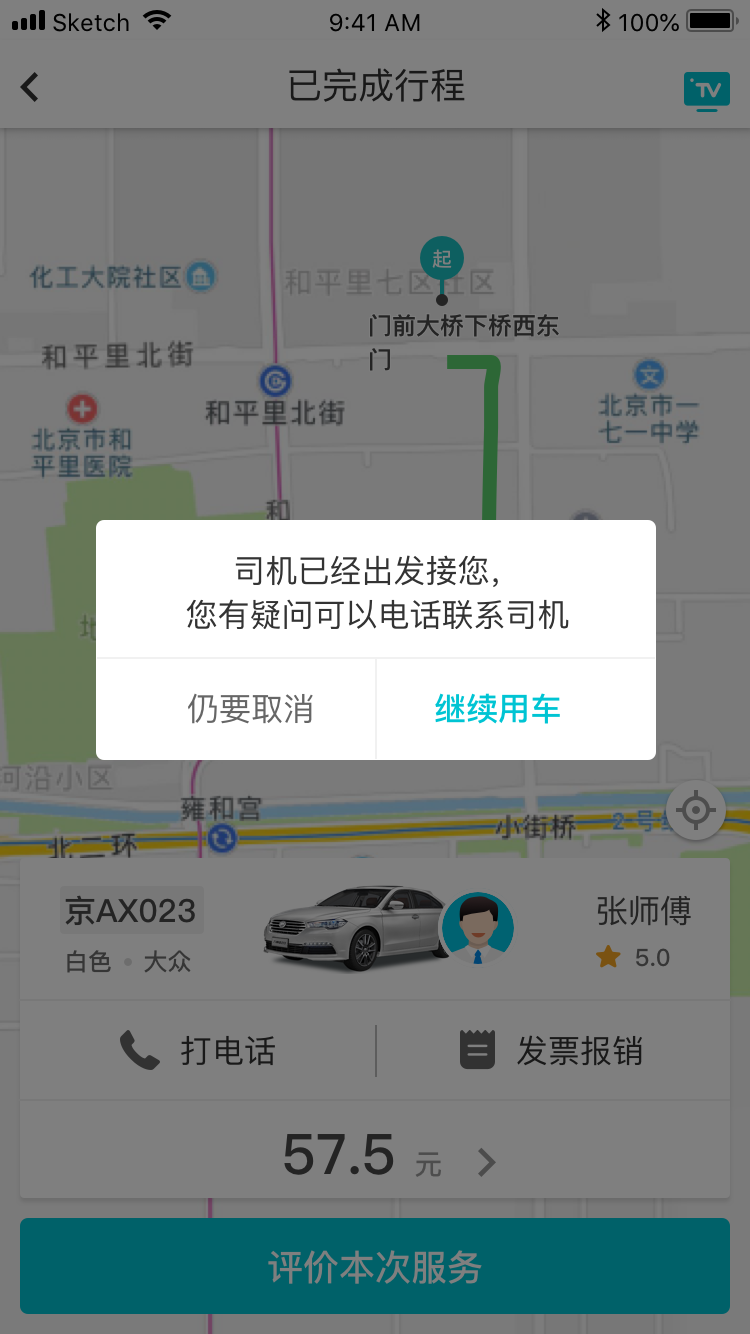 Sketch
9:41 AM
100%
已完成行程
TV
化工大院社区
和平里七区社区
起
门前大桥下桥西东
门
和平里北街
和平里北街
北京市和
平里医院
文
北京市一
七一中学
和
地
司机已经出发接您，
您有疑问可以电话联系司机
仍要取消
继续用车
河沿小区
雍和宫
小街桥
2号
北二环
京AX023
张师傅
白色 • 大众
5.0
打电话
发票报销
57.5 元
评价本次服务